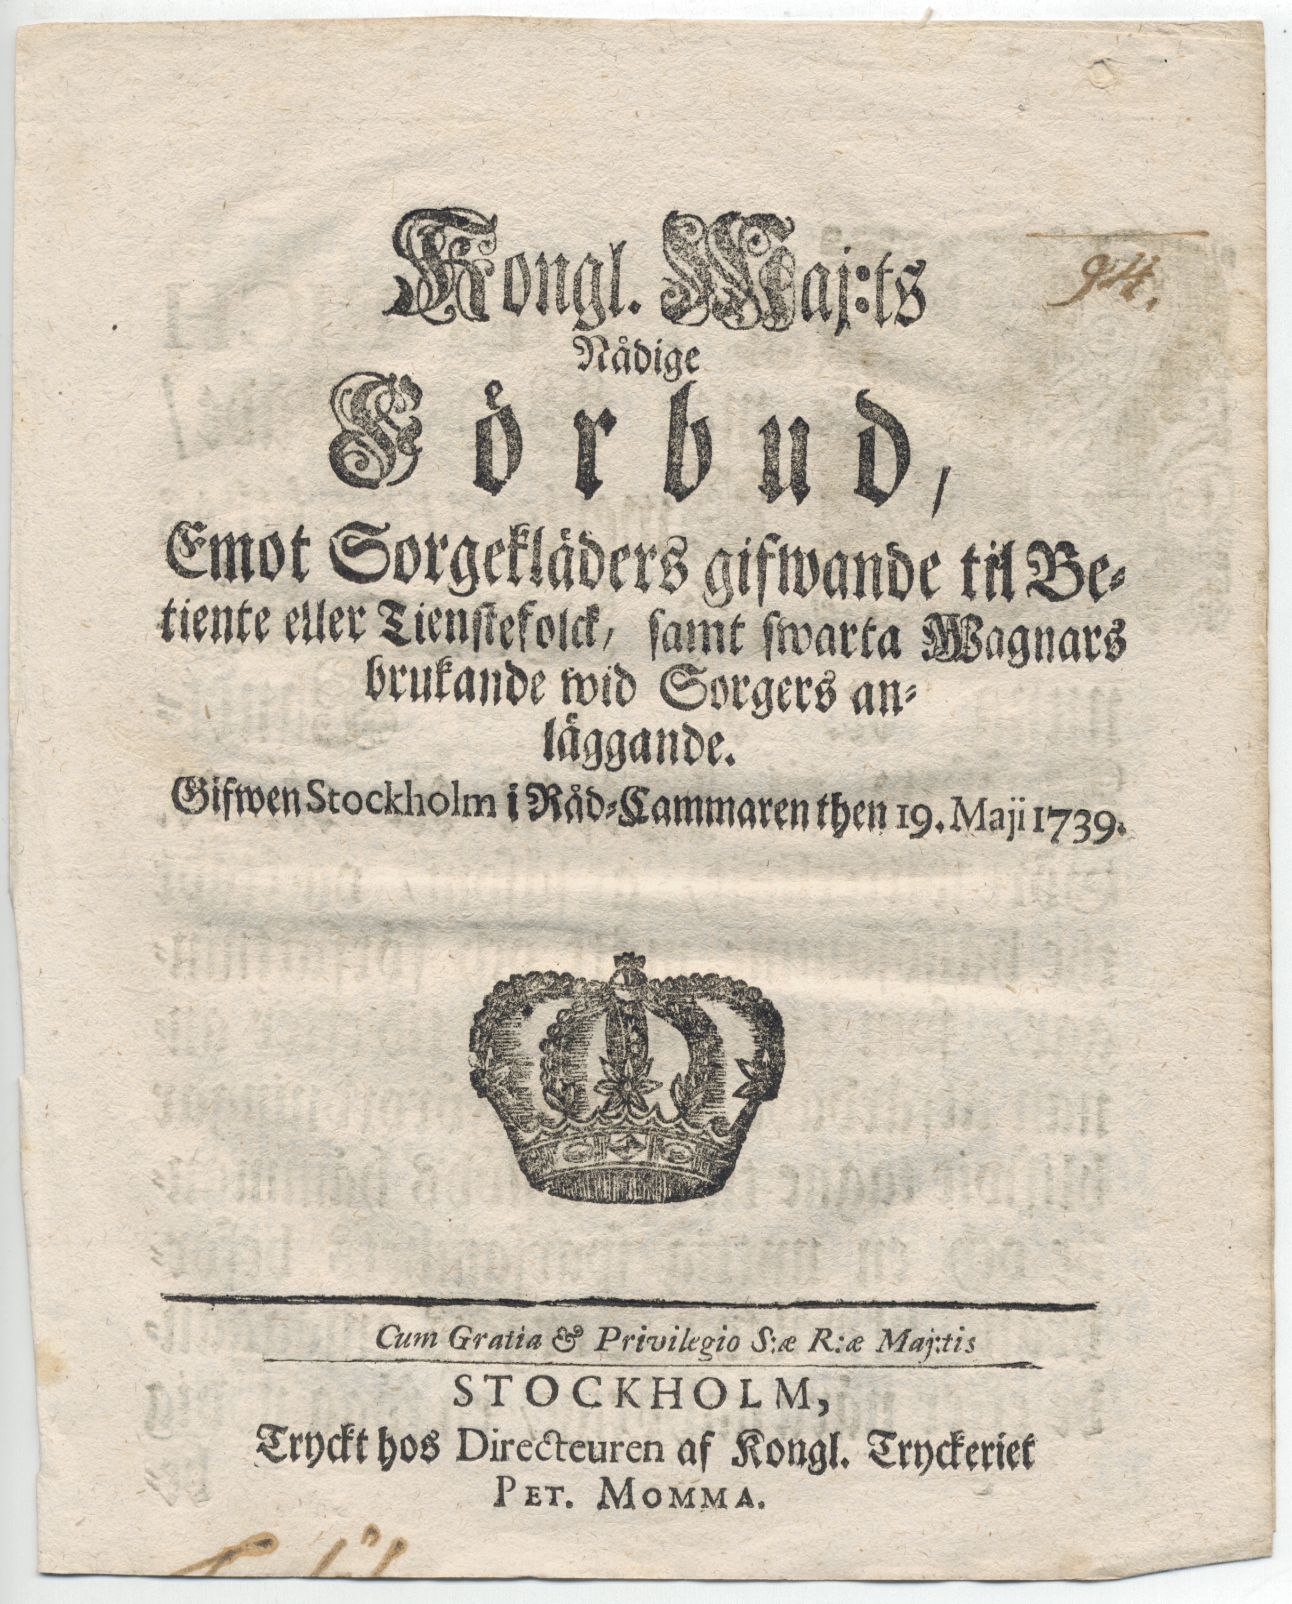 Kongl. Maj:ts
94.
Nådige
Förbud,
Emot Sorgekläders gifwande til Be-
tiente eller Tienstefolck, samt swarta Wagnars
brukande wid Sorgers an-
läggande.
Gifwen Stockholm i Råd-Cammaren then 19. Maji 1739.
Cum Gratia & Privilegio S:æ R:æ Maj:tis
STOCKHOLM,
Tryckt hos Directeuren af Kongl. Tryckeriet
PET. MOMMA.